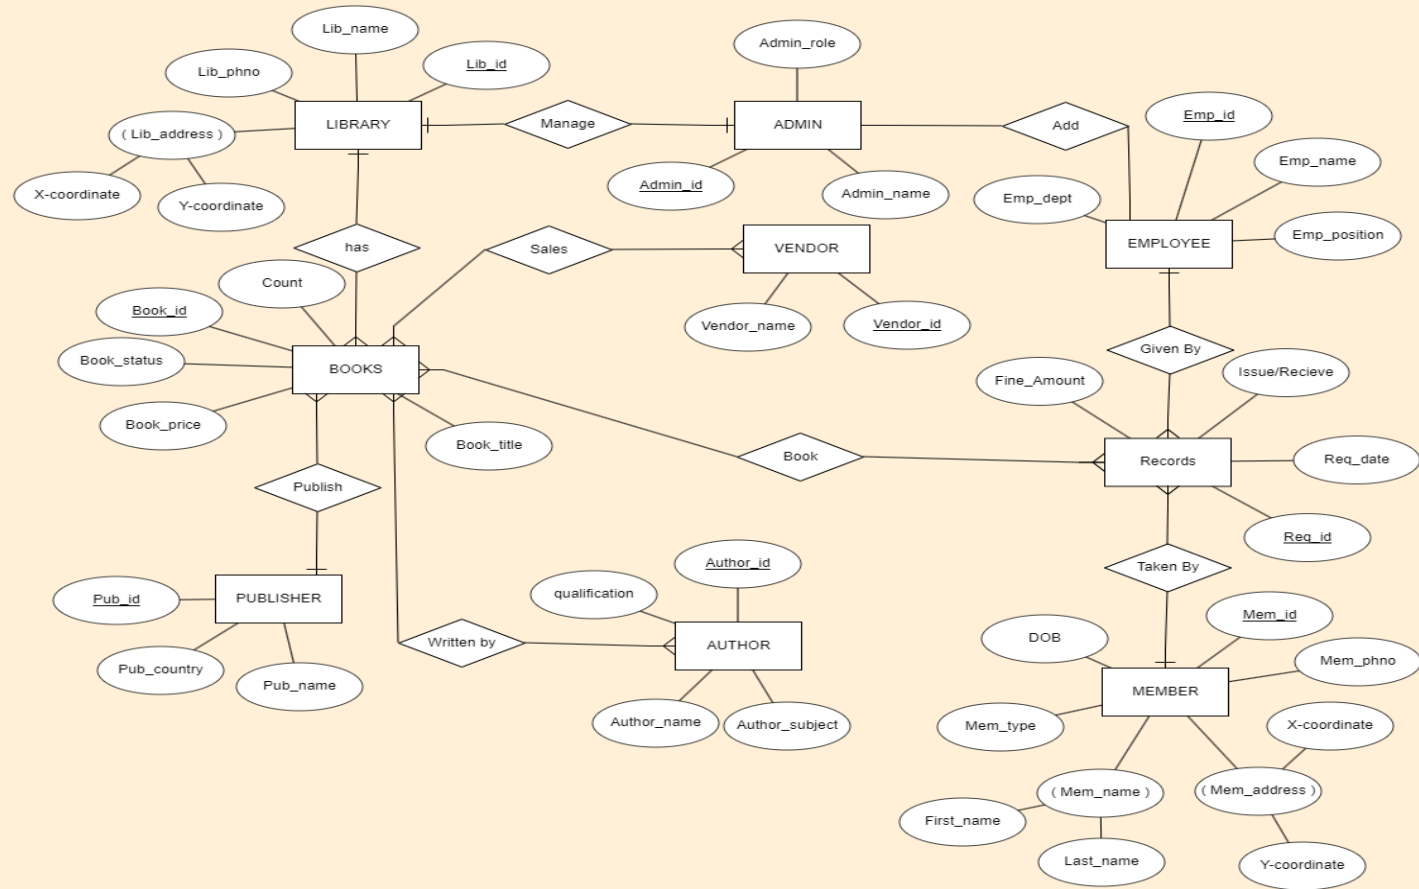 Lib_name
Admin_role
Lib_phno
Lib_id
LIBRARY
Manage
ADMIN
Add
Emp_id
( Lib_address )
Emp_name
X-coordinate
Y-coordinate
Admin_id
Admin_name
Emp_dept
Emp_position
EMPLOYEE
has
Sales
VENDOR
Count
Book_id
Vendor_name
Vendor_id
Book_status
BOOKS
Given By
Issue/Recieve
Fine_Amount
Book_price
Book_title
Book
Records
Req_date
Publish
Req_id
Author_id
Taken By
Pub_id
PUBLISHER
qualification
Mem_id
Written by
AUTHOR
DOB
Mem_phno
Pub_country
Pub_name
MEMBER
Author_name
Author_subject
Mem_type
X-coordinate
( Mem_name )
( Mem_address )
First_name
Last_name
Y-coordinate